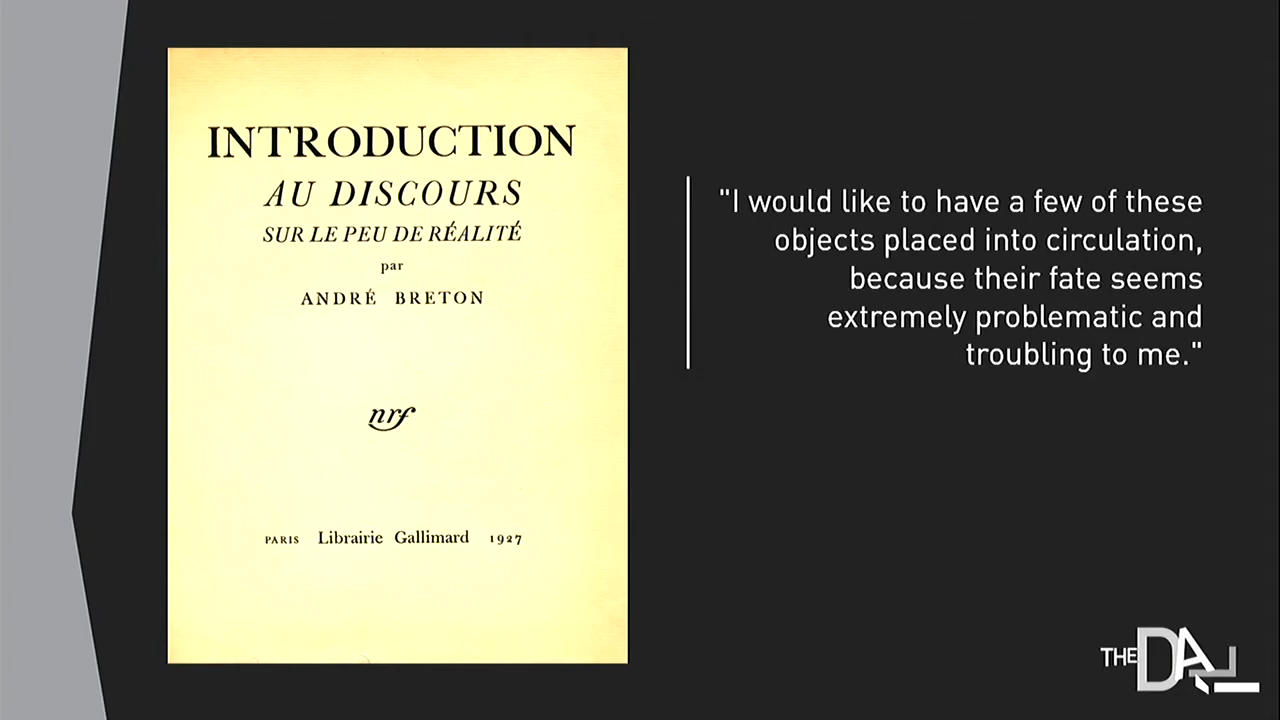 INTRODUCTION
AU DISCOURS
SUR LE PEU DE RÉALITÉ
par
ANDRÉ BRETON
nrf
PARIS Librairie Gallimard 1927
"I would like to have a few of these
objects placed into circulation,
because their fate seems
extremely problematic and
troubling to me."
THE DALÍ